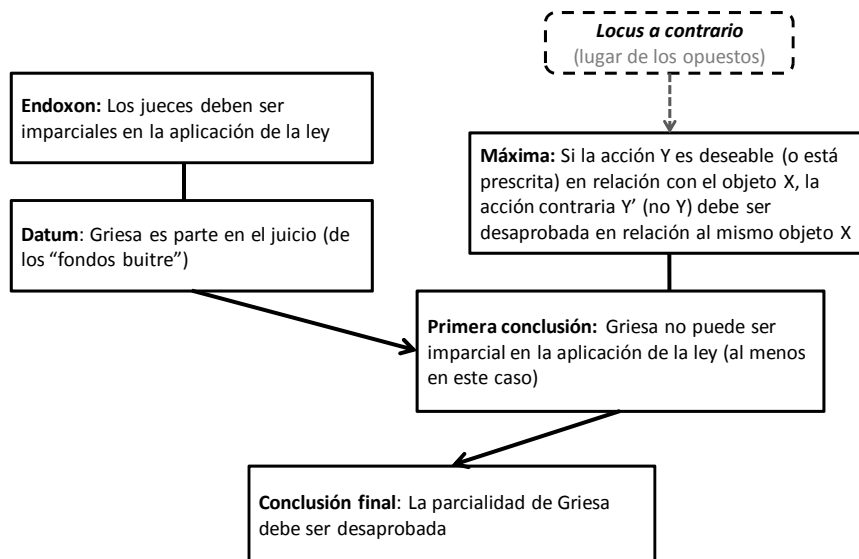 Locus a contrario
(lugar de los opuestos)
Endoxon: Los jueces deben ser
imparciales en la aplicación de la ley
Máxima: Si la acción Y es deseable (o está
prescrita) en relación con el objeto X, la
acción contraria Y’ (no Y) debe ser
desaprobada en relación al mismo objeto X
Datum: Griesa es parte en el juicio (de
los “fondos buitre”)
Primera conclusión: Griesa no puede ser
imparcial en la aplicación de la ley (al menos
en este caso)
Conclusión final: La parcialidad de Griesa
debe ser desaprobada